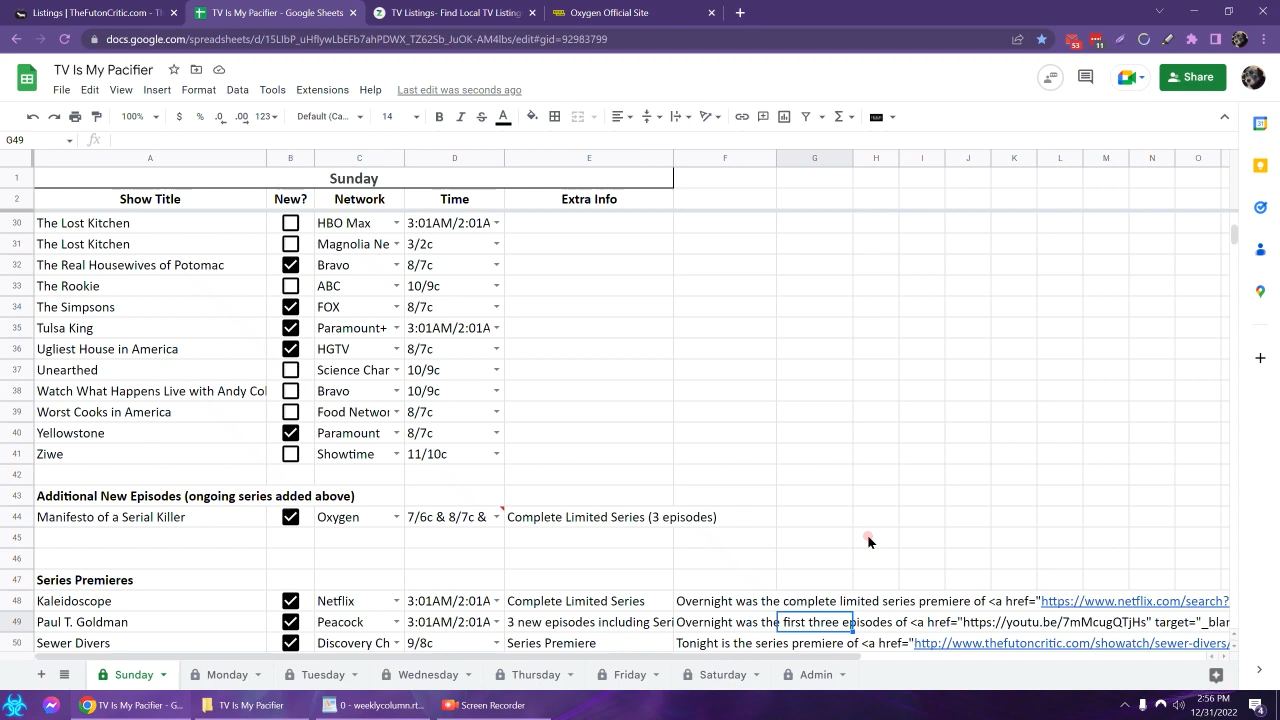 Listings - TheFutonCritic.com - Th
TV Is My Pacifier - Google Sheets
TV Listings- Find Local TV Listing
Oxygen Official Site
docs.google.com/spreadsheets/d/15LIbP_uHflywLbEFb7ahPDWX_TZ62Sb_JuOK-AM4lbs/edit#gid=92983799
53
11
TV Is My Pacifier
File Edit View Insert Format Data Tools Extensions Help Last edit was seconds ago
Share
100% $ % .0 .00 123 Default (Ca... 14 B I S A
G49 fx
A B C D E F G H I J K L M N O
1 Sunday
2 Show Title New? Network Time Extra Info
30 The Lost Kitchen HBO Max 3:01AM/2:01A
31 The Lost Kitchen Magnolia Ne 3/2c
32 The Real Housewives of Potomac Bravo 8/7c
33 The Rookie ABC 10/9c
34 The Simpsons FOX 8/7c
35 Tulsa King Paramount+ 3:01AM/2:01A
36 Ugliest House in America HGTV 8/7c
37 Unearthed Science Char 10/9c
38 Watch What Happens Live with Andy Col Bravo 10/9c
39 Worst Cooks in America Food Networ 8/7c
40 Yellowstone Paramount 8/7c
41 Ziwe Showtime 11/10c
42
43 Additional New Episodes (ongoing series added above)
44 Manifesto of a Serial Killer Oxygen 7/6c & 8/7c & Complete Limited Series (3 episodes)
45
46
47 Series Premieres
48 Kaleidoscope Netflix 3:01AM/2:01A Complete Limited Series Overnight was the complete limited series premiere of <a href="https://www.netflix.com/search?
49 Paul T. Goldman Peacock 3:01AM/2:01A 3 new episodes including Seri Overnight was the first three episodes of <a href="https://youtu.be/7mMcugQTjHs" target="_blan
50 Sewer Divers Discovery Ch 9/8c Series Premiere Tonight is the series premiere of <a href="http://www.thefutoncritic.com/showatch/sewer-divers/
Sunday Monday Tuesday Wednesday Thursday Friday Saturday Admin
TV Is My Pacifier - G...
TV Is My Pacifier
0 - weeklycolumn.rt...
Screen Recorder
2:56 PM
12/31/2022
4